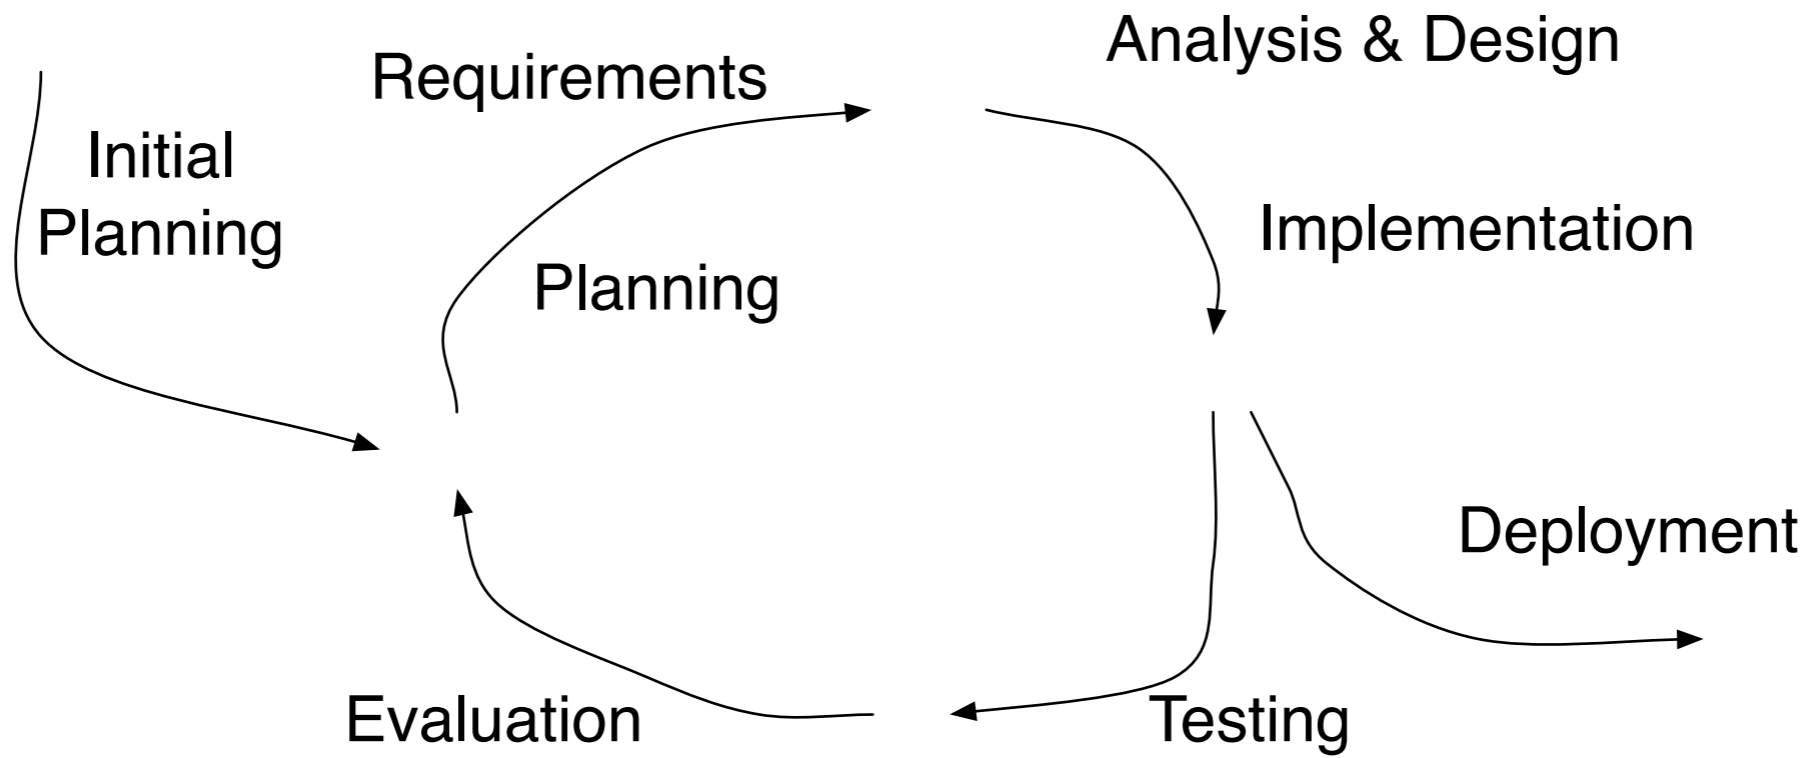 Analysis & Design
Requirements
Initial
Planning
Implementation
Planning
Deployment
Evaluation
Testing